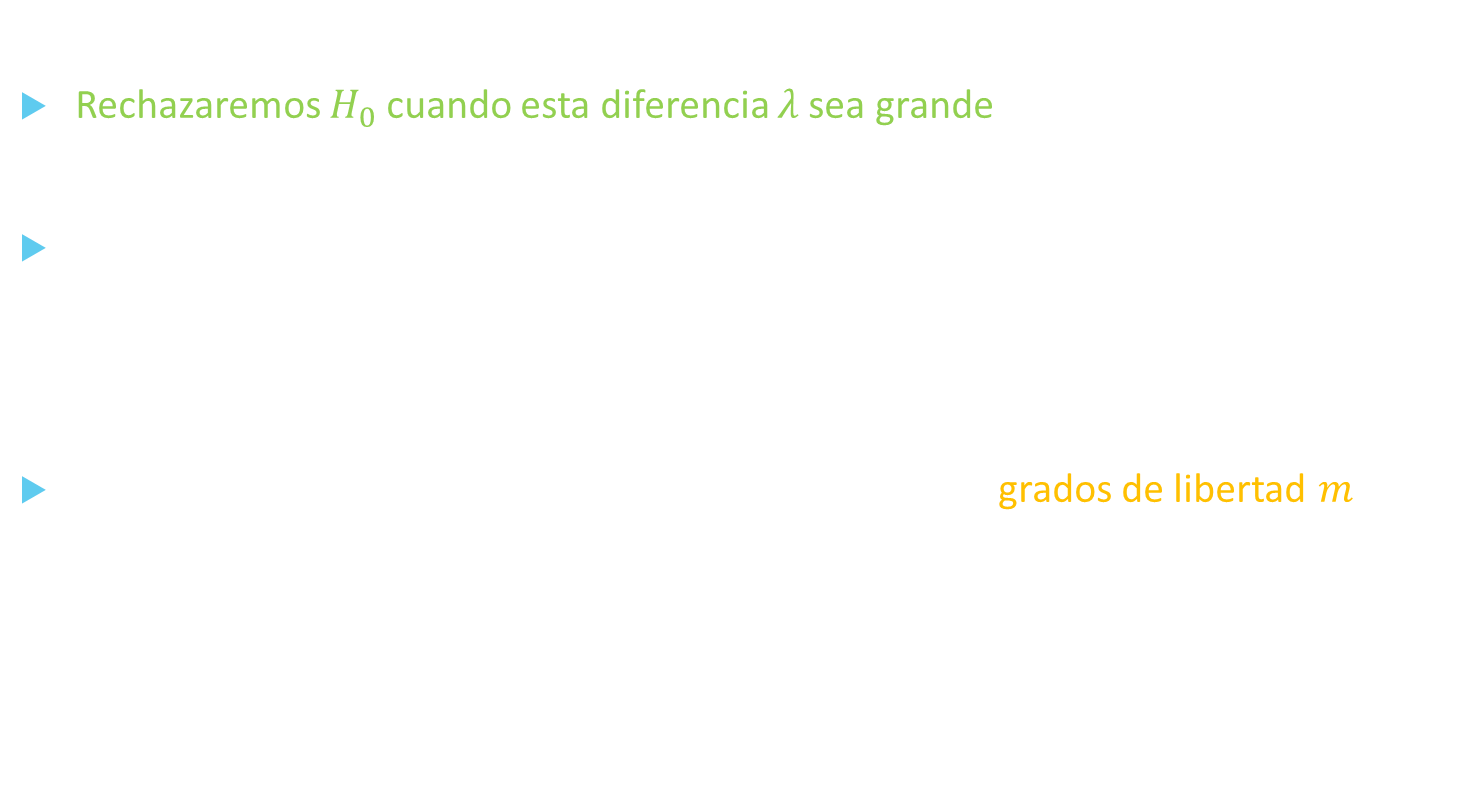 Rechazaremos H₀ cuando esta diferencia λ sea grande
grados de libertad m